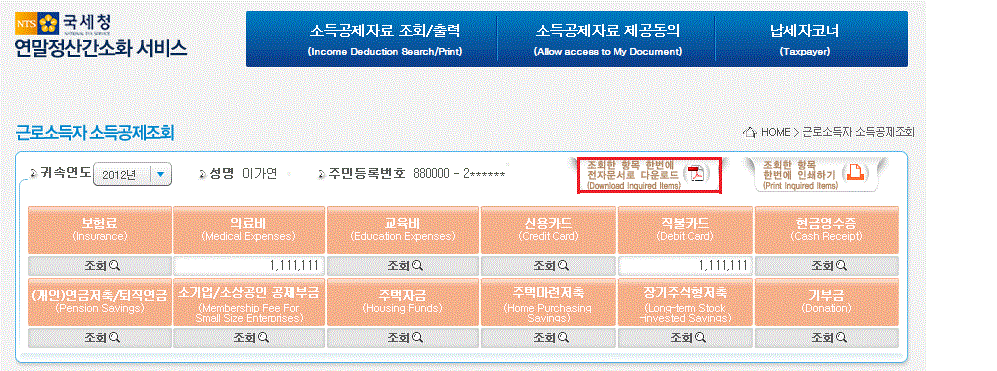 NTS 국세청
NATIONAL TAX SERVICE
연말정산간소화 서비스
소득공제자료 조회/출력
(Income Deduction Search/Print)
소득공제자료 제공동의
(Allow access to My Document)
납세자코너
(Taxpayer)
근로소득자 소득공제조회
HOME > 근로소득자 소득공제조회
귀속연도 2012년 성명 이가연 주민등록번호 880000 - 2******
조회한 항목 한번에
전자문서로 다운로드
(Download Inquired Items)
조회한 항목
한번에 인쇄하기
(Print Inquired Items)
보험료
(Insurance)
의료비
(Medical Expenses)
교육비
(Education Expenses)
신용카드
(Credit Card)
직불카드
(Debit Card)
현금영수증
(Cash Receipt)
조회 1,111,111 조회 조회 1,111,111 조회
(개인)연금저축/퇴직연금
(Pension Savings)
소기업/소상공인 공제부금
(Membership Fee For
Small Size Enterprises)
주택자금
(Housing Funds)
주택마련저축
(Home Purchasing
Savings)
장기주식형저축
(Long-term Stock
-invested Savings)
기부금
(Donation)
조회 조회 조회 조회 조회 조회